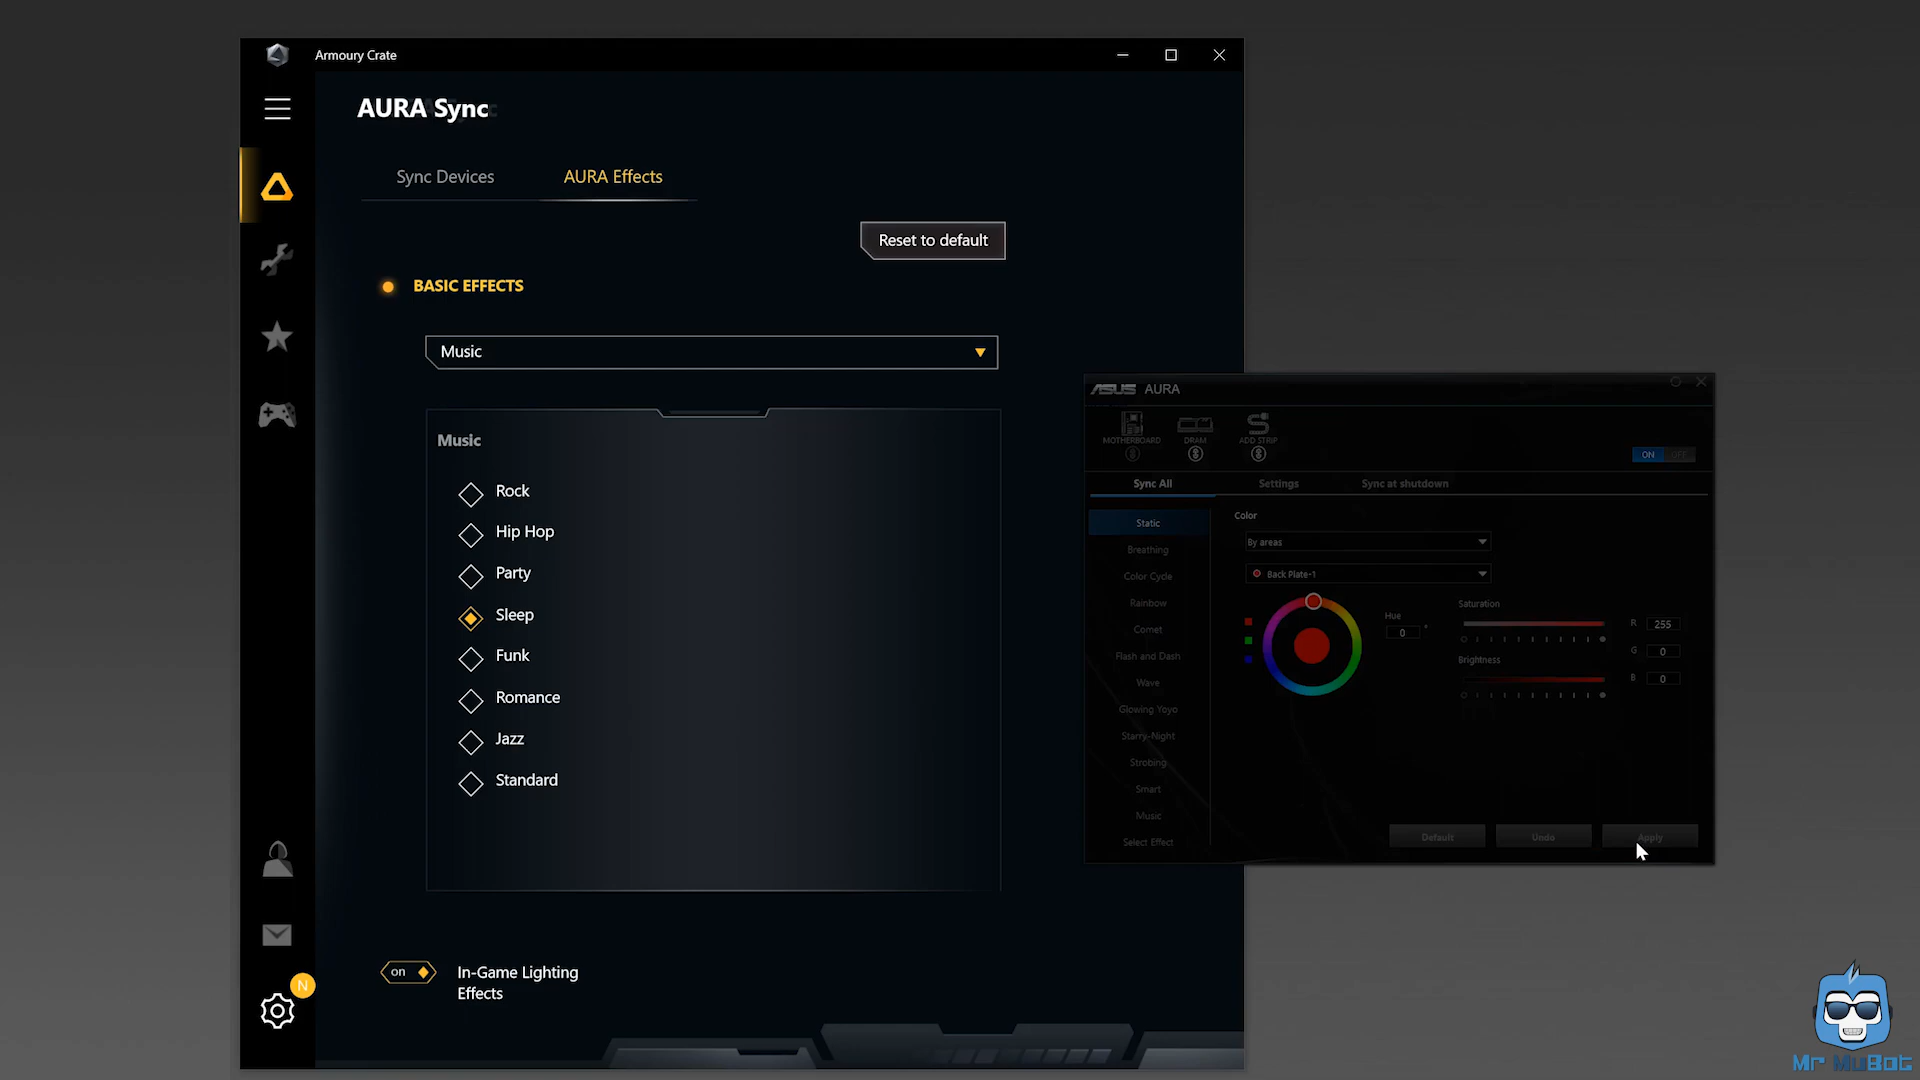 Armoury Crate
AURA Sync
Sync Devices
AURA Effects
Reset to default
BASIC EFFECTS
Music
Music
Rock
Hip Hop
Party
Sleep
Funk
Romance
Jazz
Standard
on
In-Game Lighting
Effects
N
ASUS AURA
MOTHERBOARD
DRAM
ADD STRIP
ON OFF
Sync All
Settings
Sync at shutdown
Static
Breathing
Color Cycle
Rainbow
Comet
Flash and Dash
Wave
Glowing Yoyo
Starry-Night
Strobing
Smart
Music
Select Effect
Color
By areas
Back Plate-1
Hue
0 °
Saturation
Brightness
R 255
G 0
B 0
Default
Undo
Apply
Mr MuBot